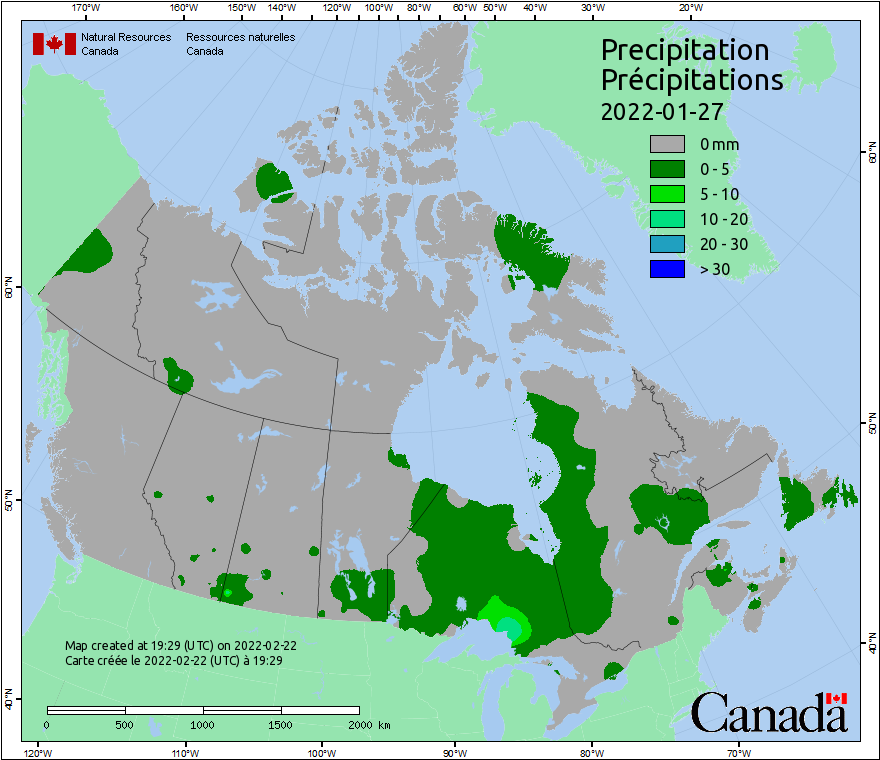 170°W 160°W 150°W 140°W 120°W 100°W 80°W 60°W 50°W 40°W 30°W 20°W
Natural Resources Canada
Ressources naturelles Canada
Precipitation
Précipitations
2022-01-27
0 mm
0 - 5
5 - 10
10 - 20
20 - 30
> 30
60°N
50°N
40°N
60°N
50°N
40°N
Map created at 19:29 (UTC) on 2022-02-22
Carte créée le 2022-02-22 (UTC) à 19:29
0 500 1000 1500 2000 km
Canada
120°W 110°W 100°W 90°W 80°W 70°W